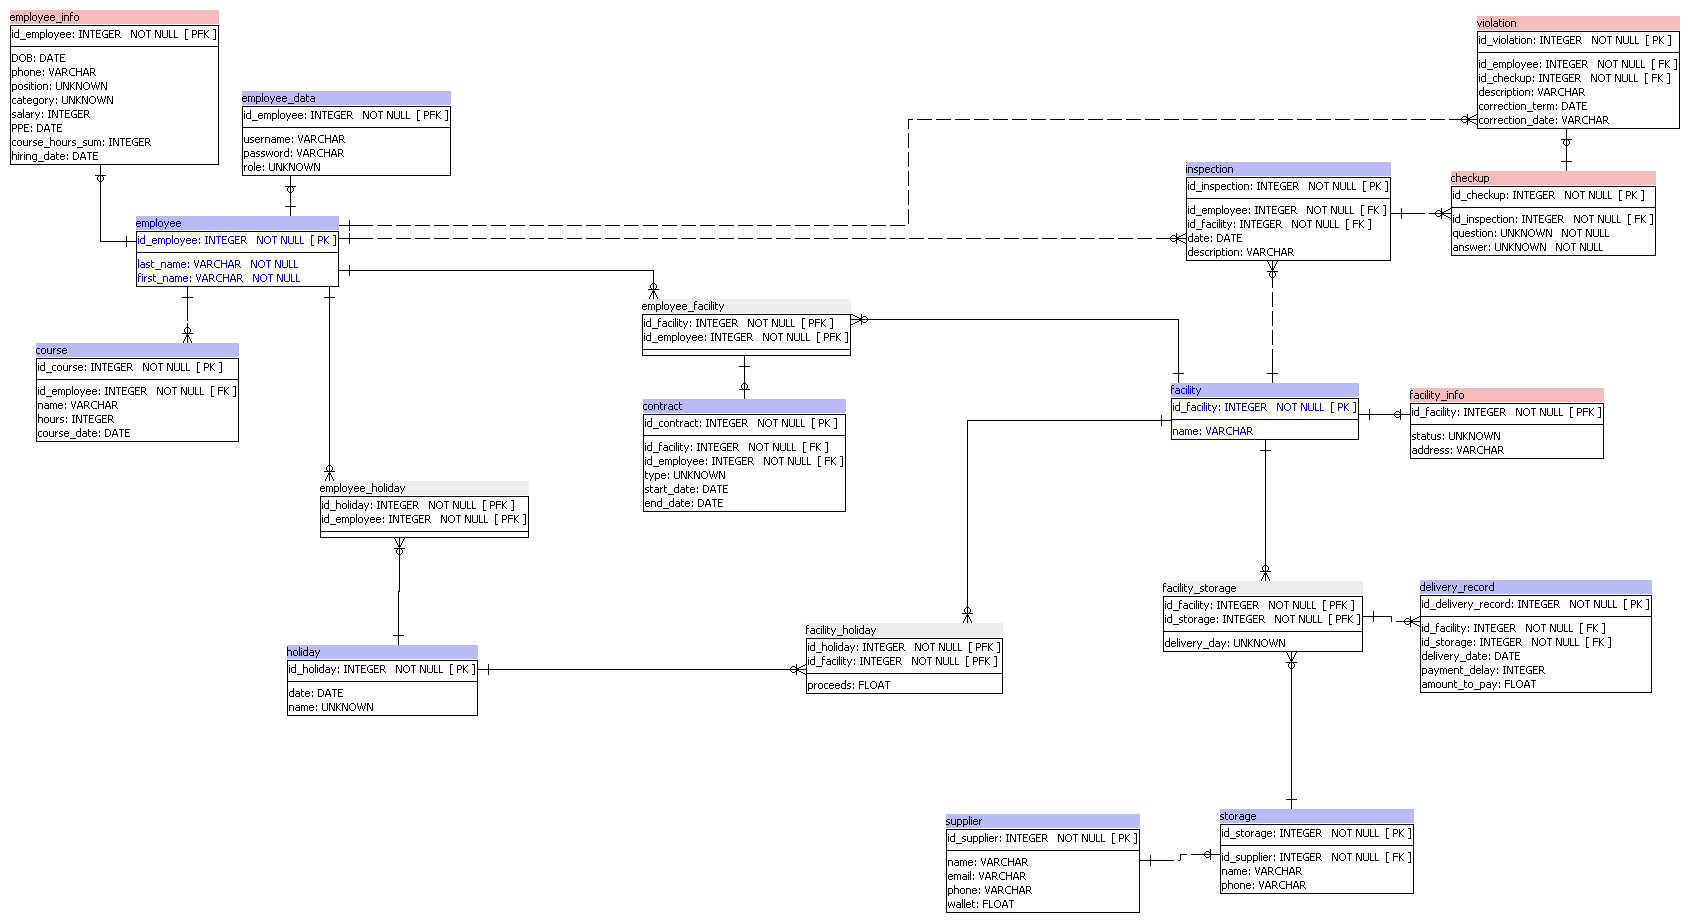 employee_info
id_employee: INTEGER NOT NULL [ PFK ]
DOB: DATE
phone: VARCHAR
position: UNKNOWN
category: UNKNOWN
salary: INTEGER
PPE: DATE
course_hours_sum: INTEGER
hiring_date: DATE
employee_data
id_employee: INTEGER NOT NULL [ PFK ]
username: VARCHAR
password: VARCHAR
role: UNKNOWN
violation
id_violation: INTEGER NOT NULL [ PK ]
id_employee: INTEGER NOT NULL [ FK ]
id_checkup: INTEGER NOT NULL [ FK ]
description: VARCHAR
correction_term: DATE
correction_date: VARCHAR
inspection
id_inspection: INTEGER NOT NULL [ PK ]
id_employee: INTEGER NOT NULL [ FK ]
id_facility: INTEGER NOT NULL [ FK ]
date: DATE
description: VARCHAR
checkup
id_checkup: INTEGER NOT NULL [ PK ]
id_inspection: INTEGER NOT NULL [ FK ]
question: UNKNOWN NOT NULL
answer: UNKNOWN NOT NULL
employee
id_employee: INTEGER NOT NULL [ PK ]
last_name: VARCHAR NOT NULL
first_name: VARCHAR NOT NULL
employee_facility
id_facility: INTEGER NOT NULL [ PFK ]
id_employee: INTEGER NOT NULL [ PFK ]
course
id_course: INTEGER NOT NULL [ PK ]
id_employee: INTEGER NOT NULL [ FK ]
name: VARCHAR
hours: INTEGER
course_date: DATE
contract
id_contract: INTEGER NOT NULL [ PK ]
id_facility: INTEGER NOT NULL [ FK ]
id_employee: INTEGER NOT NULL [ FK ]
type: UNKNOWN
start_date: DATE
end_date: DATE
facility
id_facility: INTEGER NOT NULL [ PK ]
name: VARCHAR
facility_info
id_facility: INTEGER NOT NULL [ PFK ]
status: UNKNOWN
address: VARCHAR
employee_holiday
id_holiday: INTEGER NOT NULL [ PFK ]
id_employee: INTEGER NOT NULL [ PFK ]
facility_storage
id_facility: INTEGER NOT NULL [ PFK ]
id_storage: INTEGER NOT NULL [ PFK ]
delivery_day: UNKNOWN
delivery_record
id_delivery_record: INTEGER NOT NULL [ PK ]
id_facility: INTEGER NOT NULL [ FK ]
id_storage: INTEGER NOT NULL [ FK ]
delivery_date: DATE
payment_delay: INTEGER
amount_to_pay: FLOAT
facility_holiday
id_holiday: INTEGER NOT NULL [ PFK ]
id_facility: INTEGER NOT NULL [ PFK ]
proceeds: FLOAT
holiday
id_holiday: INTEGER NOT NULL [ PK ]
date: DATE
name: UNKNOWN
supplier
id_supplier: INTEGER NOT NULL [ PK ]
name: VARCHAR
email: VARCHAR
phone: VARCHAR
wallet: FLOAT
storage
id_storage: INTEGER NOT NULL [ PK ]
id_supplier: INTEGER NOT NULL [ FK ]
name: VARCHAR
phone: VARCHAR